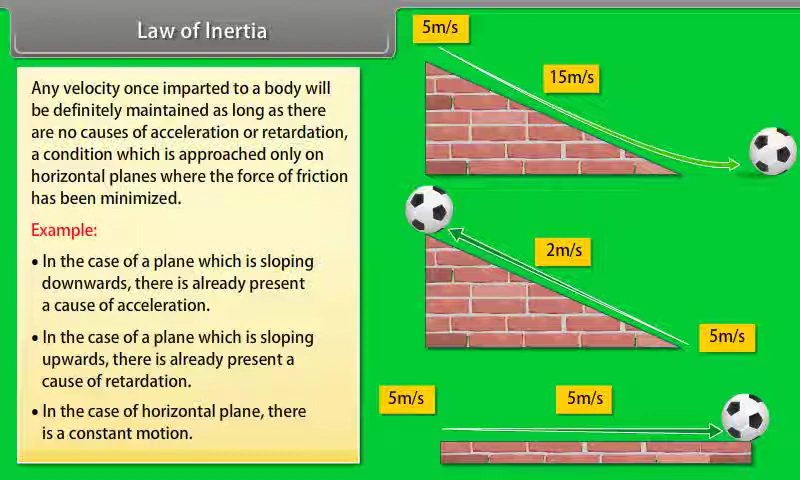 Law of Inertia
Any velocity once imparted to a body will
be definitely maintained as long as there
are no causes of acceleration or retardation,
a condition which is approached only on
horizontal planes where the force of friction
has been minimized.
Example:
• In the case of a plane which is sloping
downwards, there is already present
a cause of acceleration.
• In the case of a plane which is sloping
upwards, there is already present a
cause of retardation.
• In the case of horizontal plane, there
is a constant motion.
5m/s
15m/s
2m/s
5m/s
5m/s
5m/s